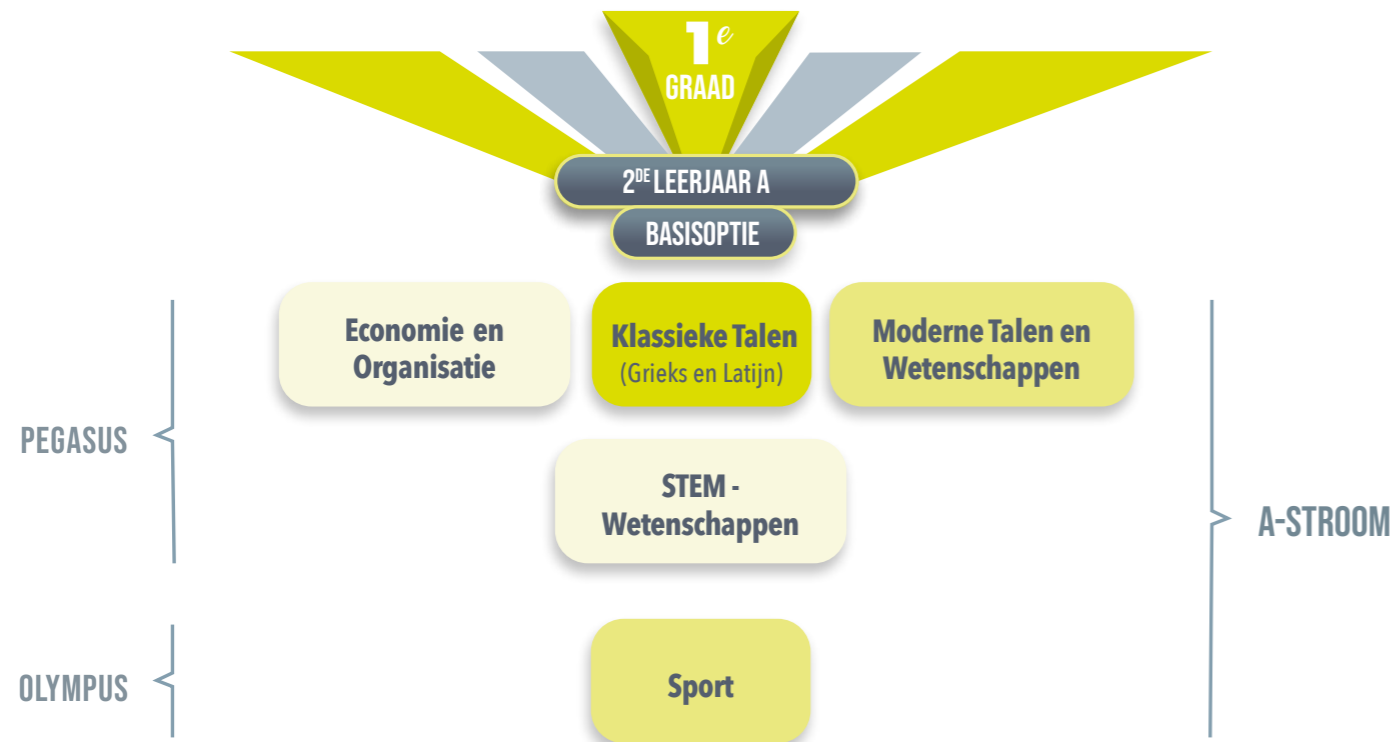 1e
GRAAD
2DE LEERJAAR A
BASISOPTIE
Economie en
Organisatie
Klassieke Talen
(Grieks en Latijn)
Moderne Talen en
Wetenschappen
PEGASUS
STEM -
Wetenschappen
A-STROOM
OLYMPUS
Sport